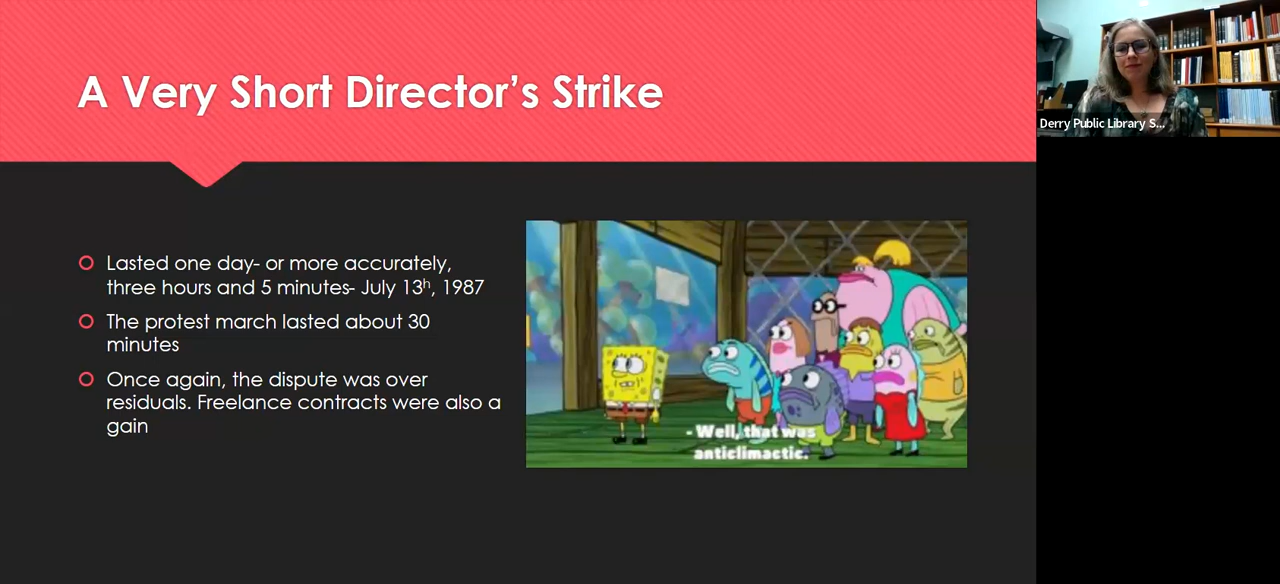 A Very Short Director’s Strike
Lasted one day- or more accurately,
three hours and 5 minutes- July 13h, 1987
The protest march lasted about 30
minutes
Once again, the dispute was over
residuals. Freelance contracts were also a
gain
- Well, that was
anticlimactic.
Derry Public Library S...